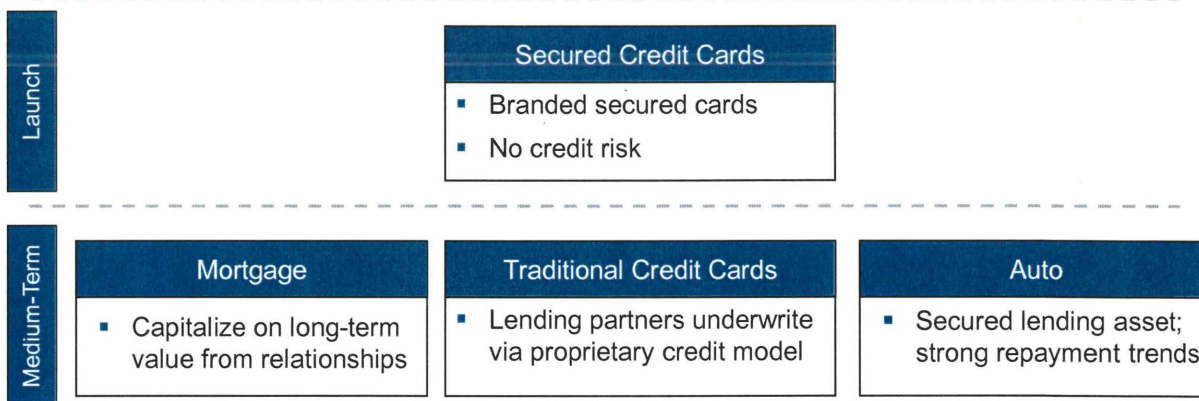 Launch
Secured Credit Cards
▪ Branded secured cards
▪ No credit risk
Medium-Term
Mortgage
▪ Capitalize on long-term
value from relationships
Traditional Credit Cards
▪ Lending partners underwrite
via proprietary credit model
Auto
▪ Secured lending asset;
strong repayment trends